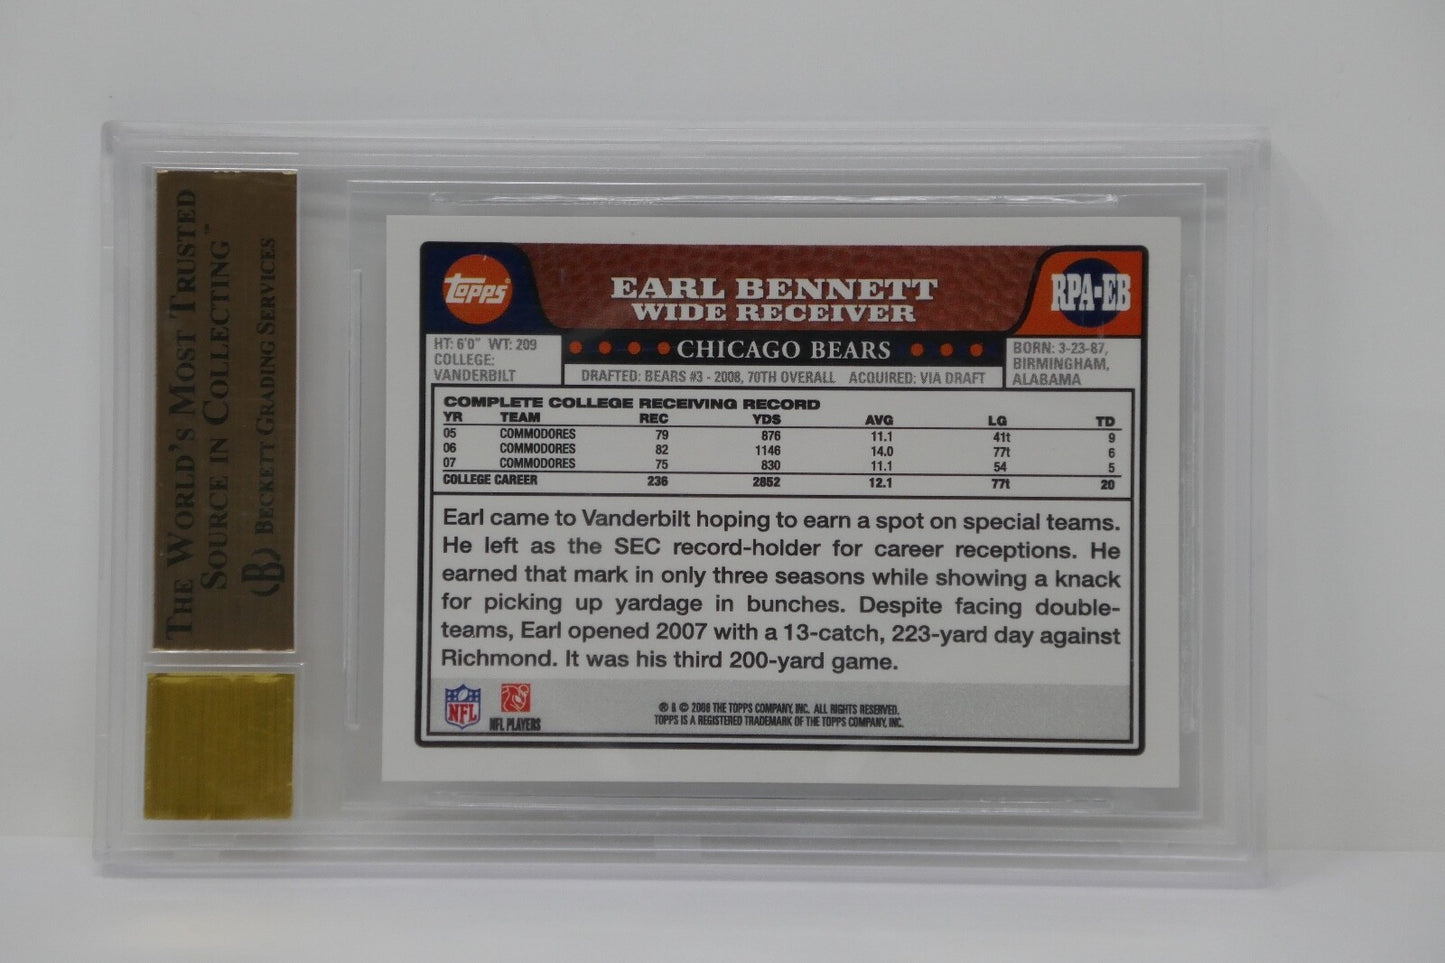 THE WORLD'S MOST TRUSTED
SOURCE IN COLLECTING™
B BECKETT GRADING SERVICES
Topps®
EARL BENNETT
WIDE RECEIVER
RPA-EB
CHICAGO BEARS
HT: 6'0" WT: 209
COLLEGE:
VANDERBILT
DRAFTED: BEARS #3 - 2008, 70TH OVERALL ACQUIRED: VIA DRAFT
BORN: 3-23-87,
BIRMINGHAM,
ALABAMA
COMPLETE COLLEGE RECEIVING RECORD
YR TEAM REC YDS AVG LG TD
05 COMMODORES 79 876 11.1 41t 9
06 COMMODORES 82 1146 14.0 77t 6
07 COMMODORES 75 830 11.1 54 5
COLLEGE CAREER 236 2852 12.1 77t 20
Earl came to Vanderbilt hoping to earn a spot on special teams.
He left as the SEC record-holder for career receptions. He
earned that mark in only three seasons while showing a knack
for picking up yardage in bunches. Despite facing double-
teams, Earl opened 2007 with a 13-catch, 223-yard day against
Richmond. It was his third 200-yard game.
NFL
NFL PLAYERS
® & © 2008 THE TOPPS COMPANY, INC. ALL RIGHTS RESERVED.
TOPPS IS A REGISTERED TRADEMARK OF THE TOPPS COMPANY, INC.